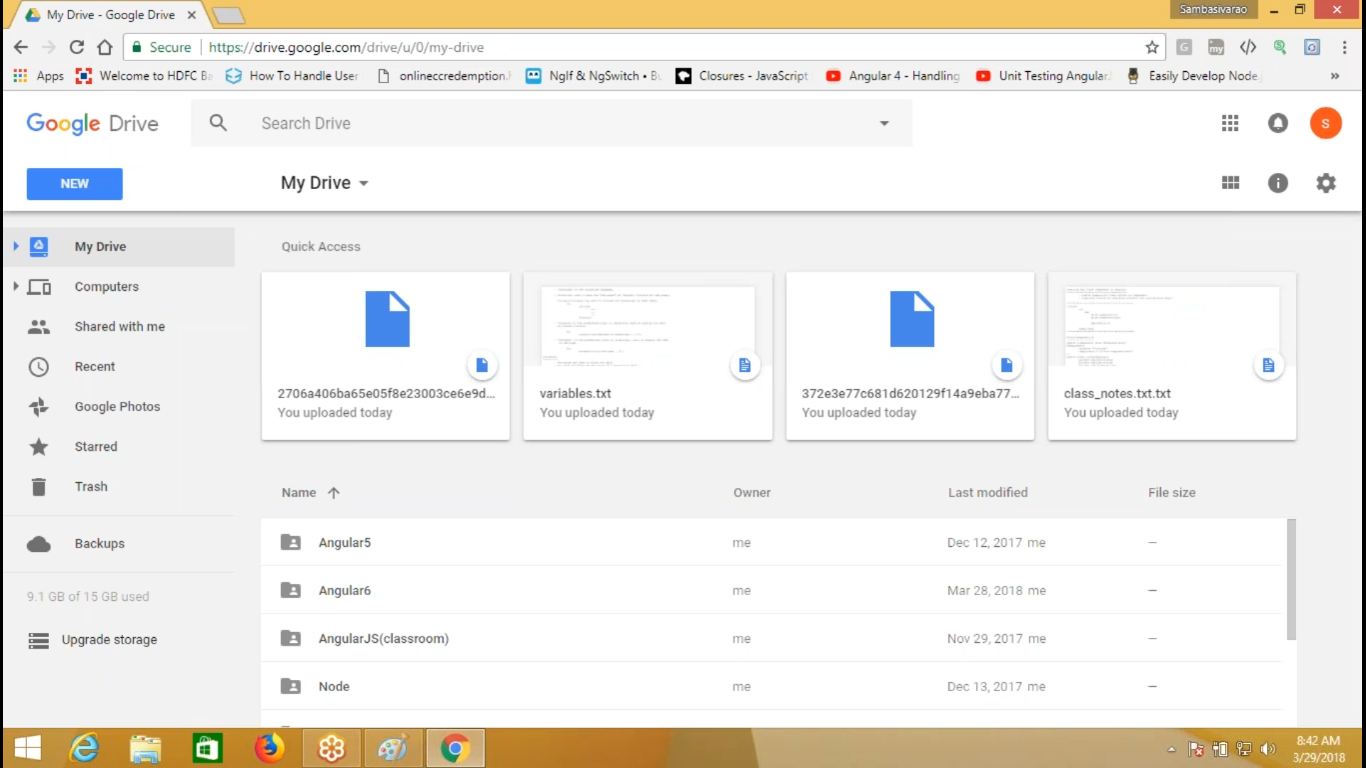 My Drive - Google Drive
Sambasivarao
Secure https://drive.google.com/drive/u/0/my-drive
Apps Welcome to HDFC Ba How To Handle User onlineccredemption. NgIf & NgSwitch • Bu Closures - JavaScript Angular 4 - Handling Unit Testing Angular. Easily Develop Node.
Google Drive
Search Drive
S
NEW
My Drive
My Drive
Computers
Shared with me
Recent
Google Photos
Starred
Trash
Backups
9.1 GB of 15 GB used
Upgrade storage
Quick Access
2706a406ba65e05f8e23003ce6e9d...
You uploaded today
variables.txt
You uploaded today
372e3e77c681d620129f14a9eba77...
You uploaded today
class_notes.txt.txt
You uploaded today
Name Owner Last modified File size
Angular5 me Dec 12, 2017 me —
Angular6 me Mar 28, 2018 me —
AngularJS(classroom) me Nov 29, 2017 me —
Node me Dec 13, 2017 me —
8:42 AM
3/29/2018